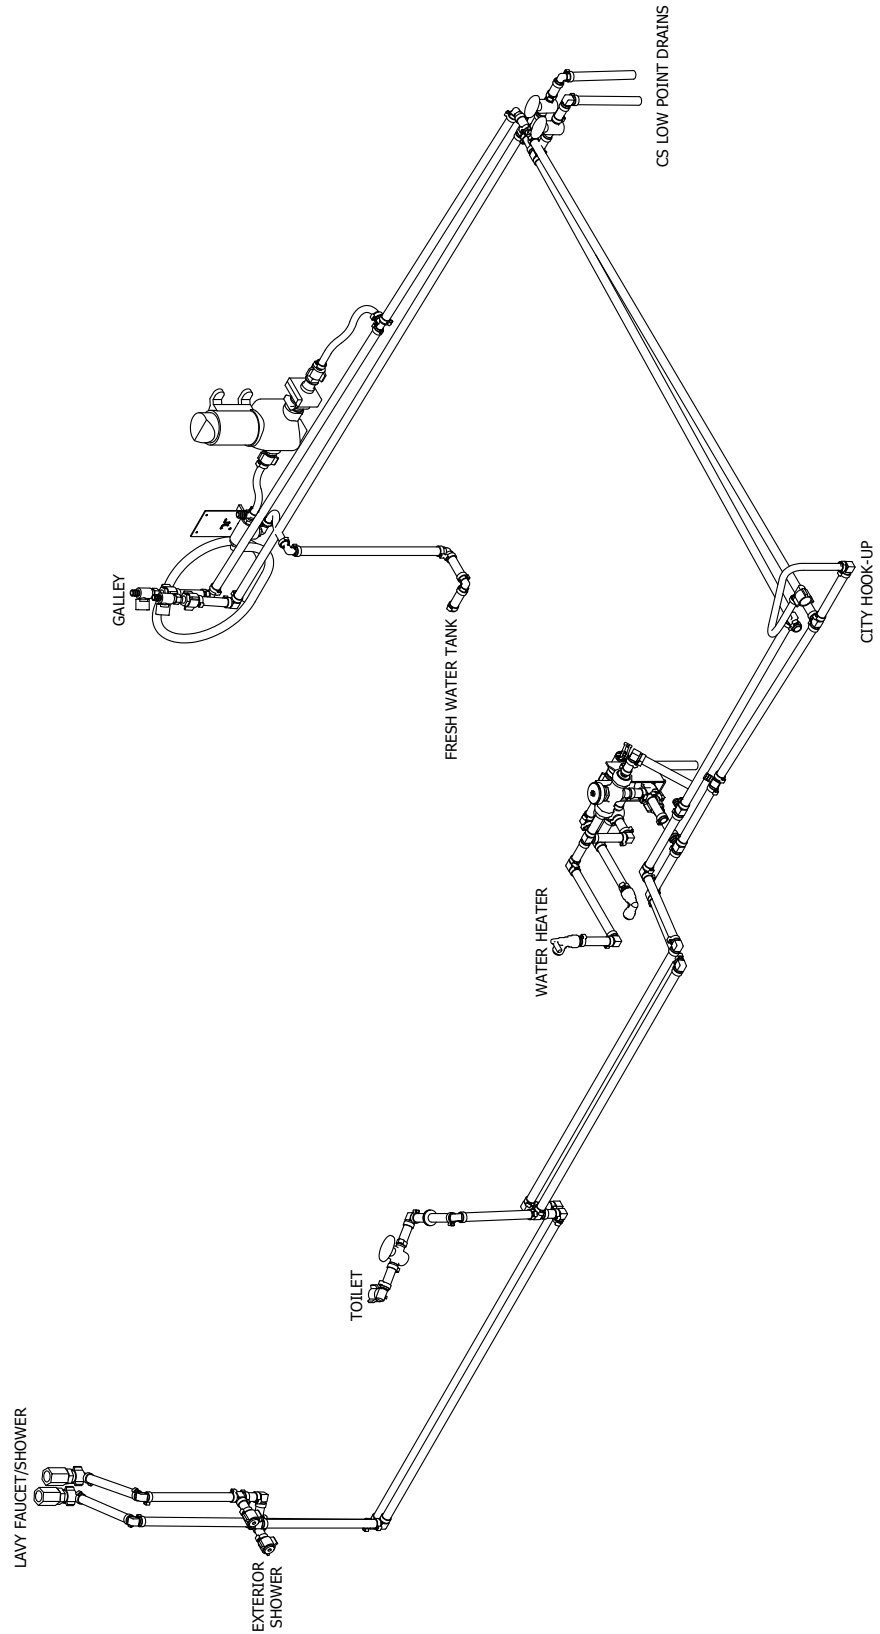 LAVY FAUCET/SHOWER
EXTERIOR
SHOWER
TOILET
WATER HEATER
GALLEY
FRESH WATER TANK
CITY HOOK-UP
CS LOW POINT DRAINS